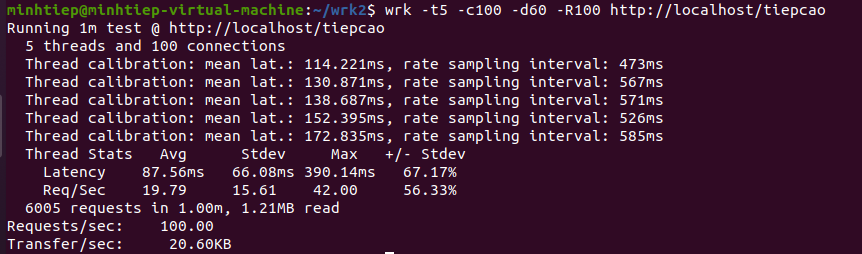 minhtiep@minhtiep-virtual-machine:~/wrk2$ wrk -t5 -c100 -d60 -R100 http://localhost/tiepcao
Running 1m test @ http://localhost/tiepcao
  5 threads and 100 connections
  Thread calibration: mean lat.: 114.221ms, rate sampling interval: 473ms
  Thread calibration: mean lat.: 130.871ms, rate sampling interval: 567ms
  Thread calibration: mean lat.: 138.687ms, rate sampling interval: 571ms
  Thread calibration: mean lat.: 152.395ms, rate sampling interval: 526ms
  Thread calibration: mean lat.: 172.835ms, rate sampling interval: 585ms
  Thread Stats   Avg      Stdev     Max   +/- Stdev
    Latency    87.56ms   66.08ms 390.14ms   67.17%
    Req/Sec    19.79     15.61    42.00     56.33%
  6005 requests in 1.00m, 1.21MB read
Requests/sec:    100.00
Transfer/sec:     20.60KB